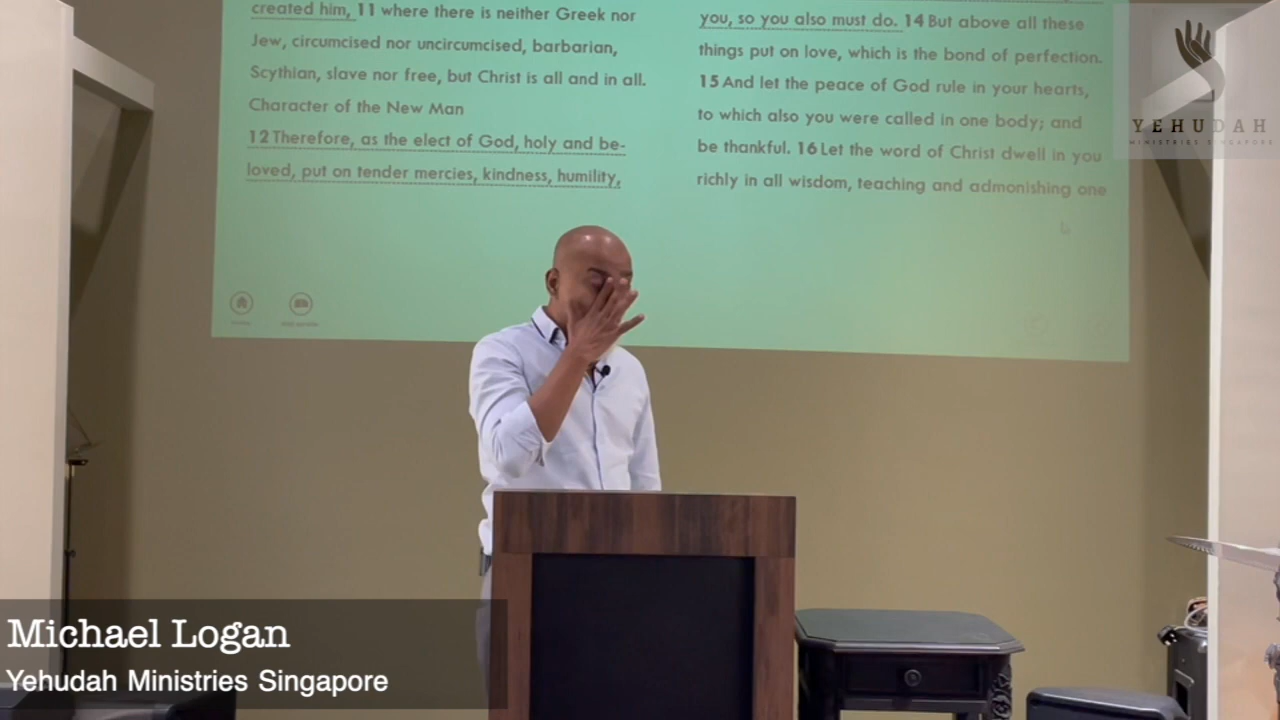 created him, 11 where there is neither Greek nor
Jew, circumcised nor uncircumcised, barbarian,
Scythian, slave nor free, but Christ is all and in all.
Character of the New Man
12 Therefore, as the elect of God, holy and be-
loved, put on tender mercies, kindness, humility,
you, so you also must do. 14 But above all these
things put on love, which is the bond of perfection.
15 And let the peace of God rule in your hearts,
to which also you were called in one body; and
be thankful. 16 Let the word of Christ dwell in you
richly in all wisdom, teaching and admonishing one
YEHUDAH
MINISTRIES SINGAPORE
Michael Logan
Yehudah Ministries Singapore